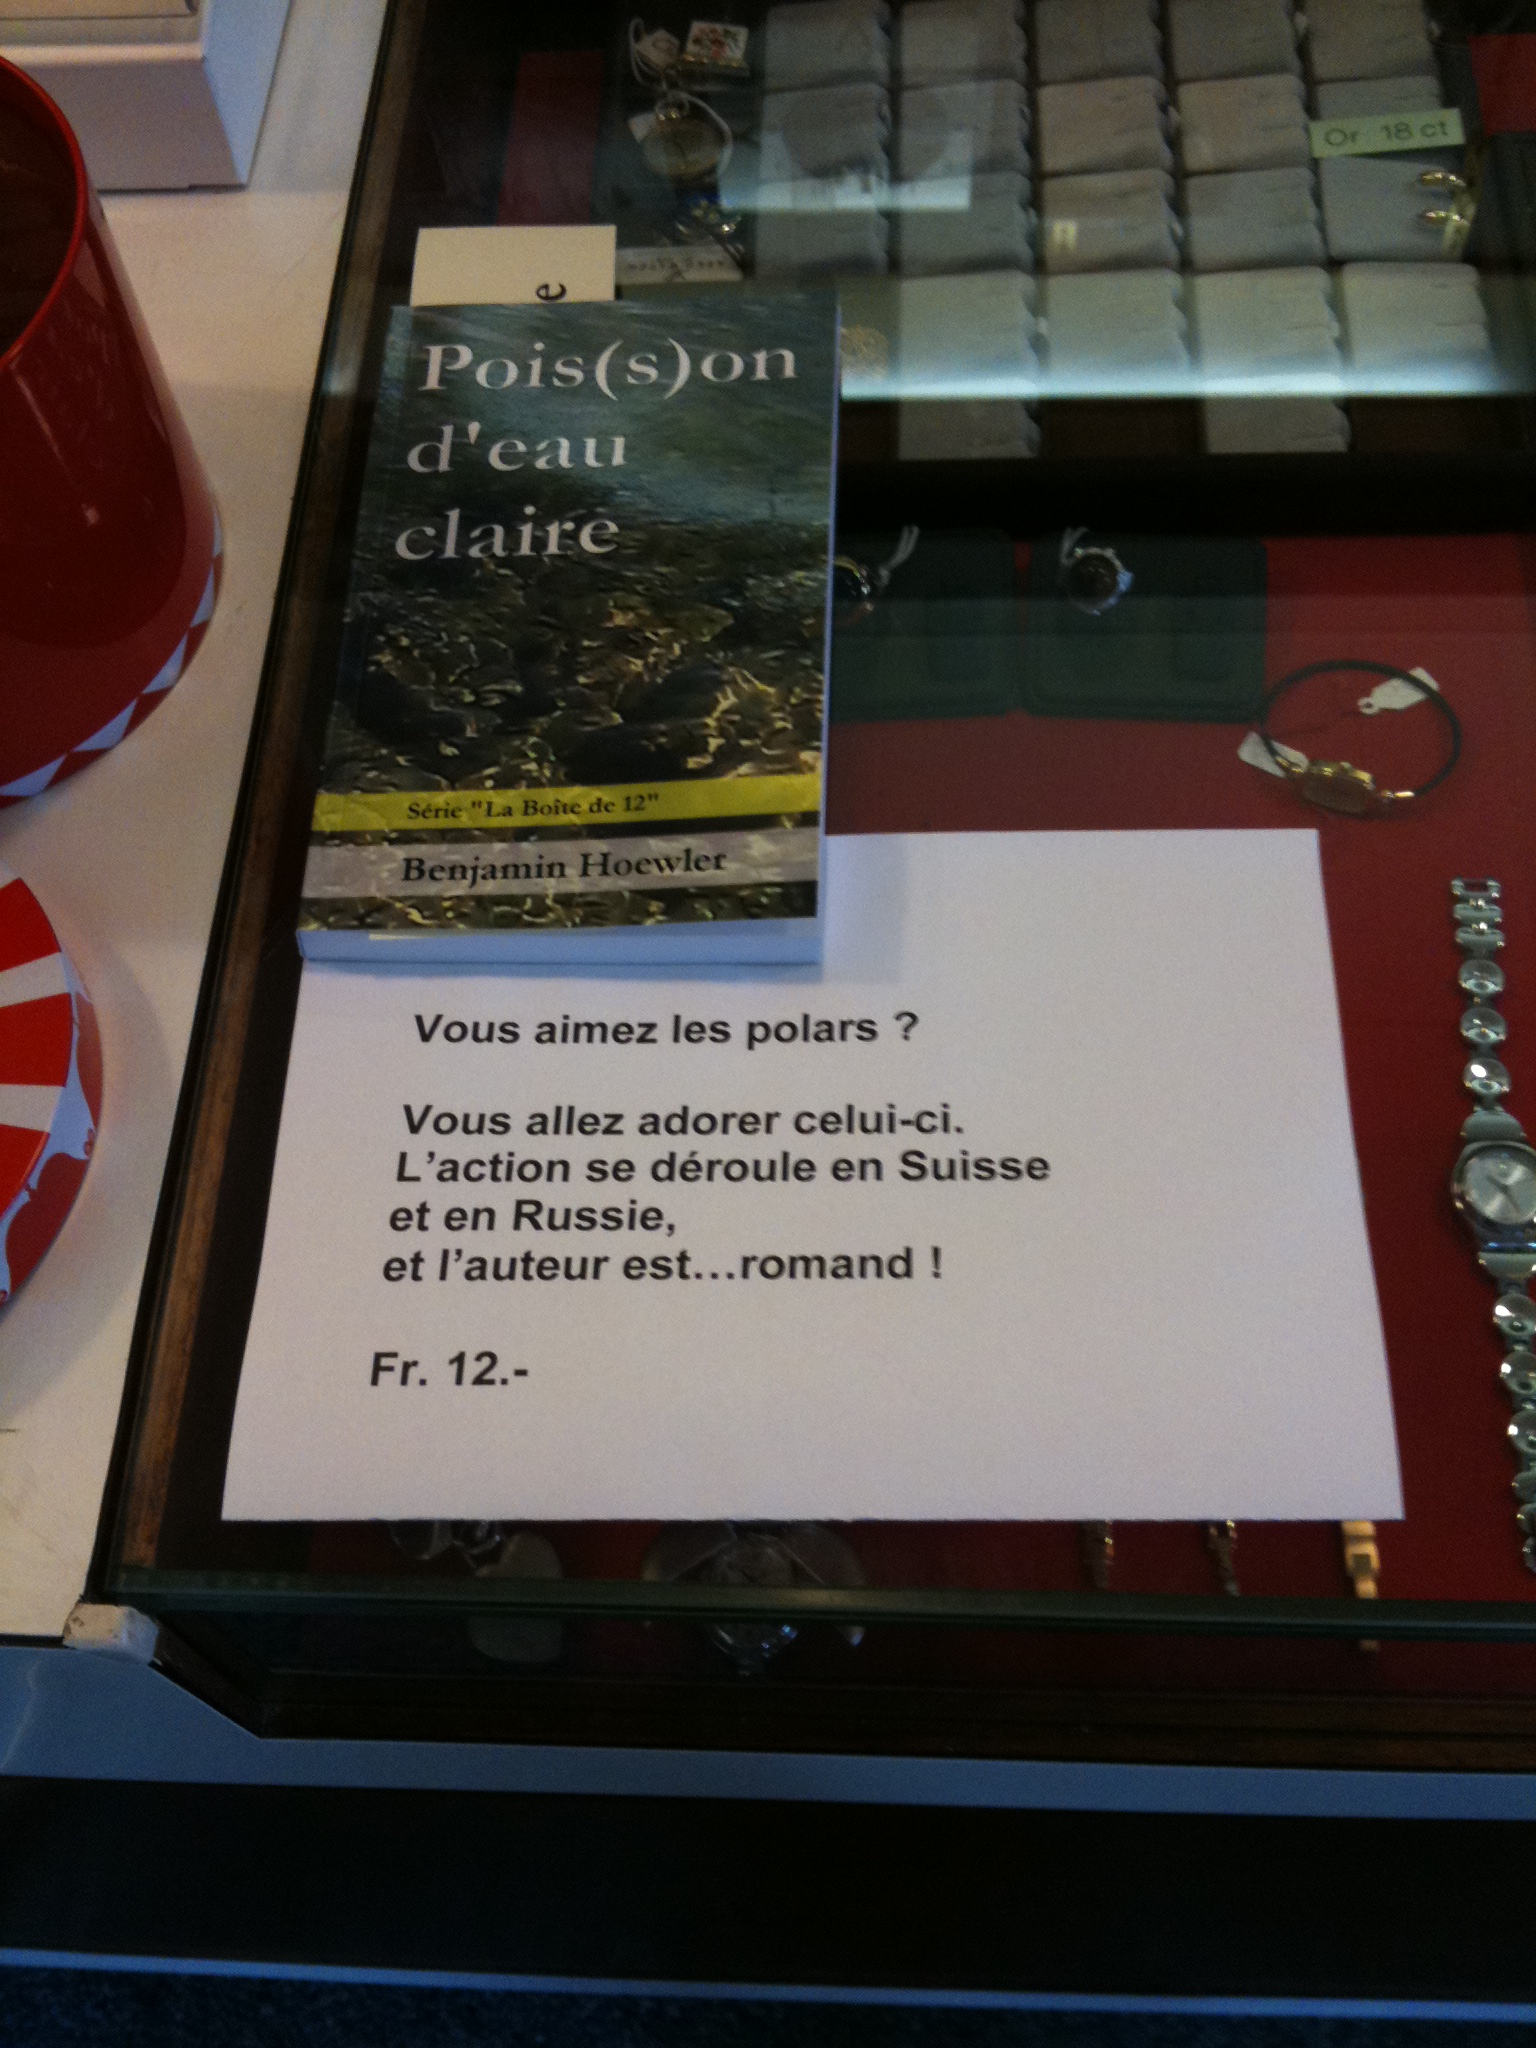 Or 18 ct
e
Pois(s)on
d'eau
claire
Série "La Boîte de 12"
Benjamin Hoewler
Vous aimez les polars ?
Vous allez adorer celui-ci.
L'action se déroule en Suisse
et en Russie,
et l'auteur est...romand !
Fr. 12.-